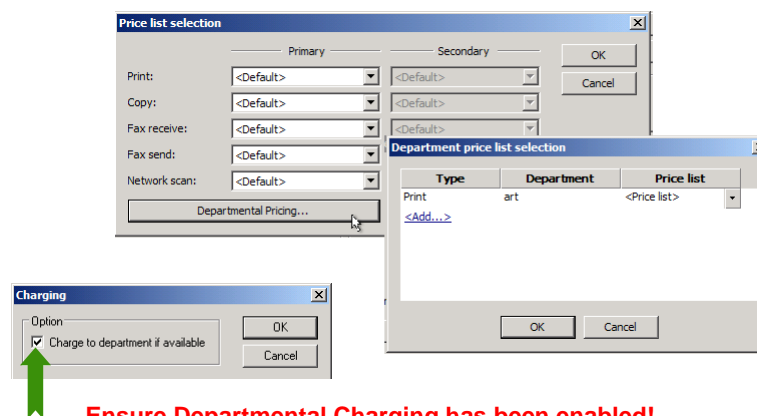 Price list selection
Primary Secondary
OK
Print: <Default> <Default>
Cancel
Copy: <Default> <Default>
Fax receive: <Default> <Default>
Fax send: <Default>
Network scan: <Default>
Departmental Pricing...
Department price list selection
Type Department Price list
Print art <Price list>
<Add...>
OK Cancel
Charging
Option
Charge to department if available
OK
Cancel
Ensure Departmental Charging has been enabled!